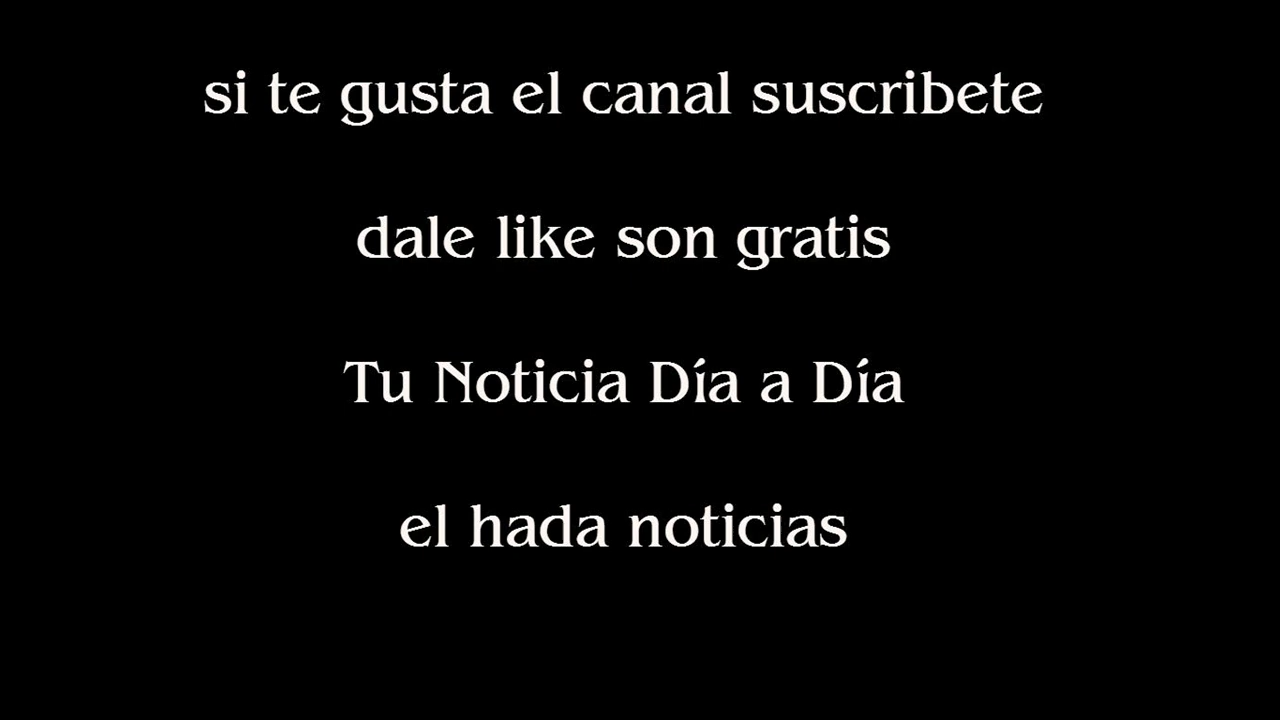 si te gusta el canal suscribete
dale like son gratis
Tu Noticia Día a Día
el hada noticias